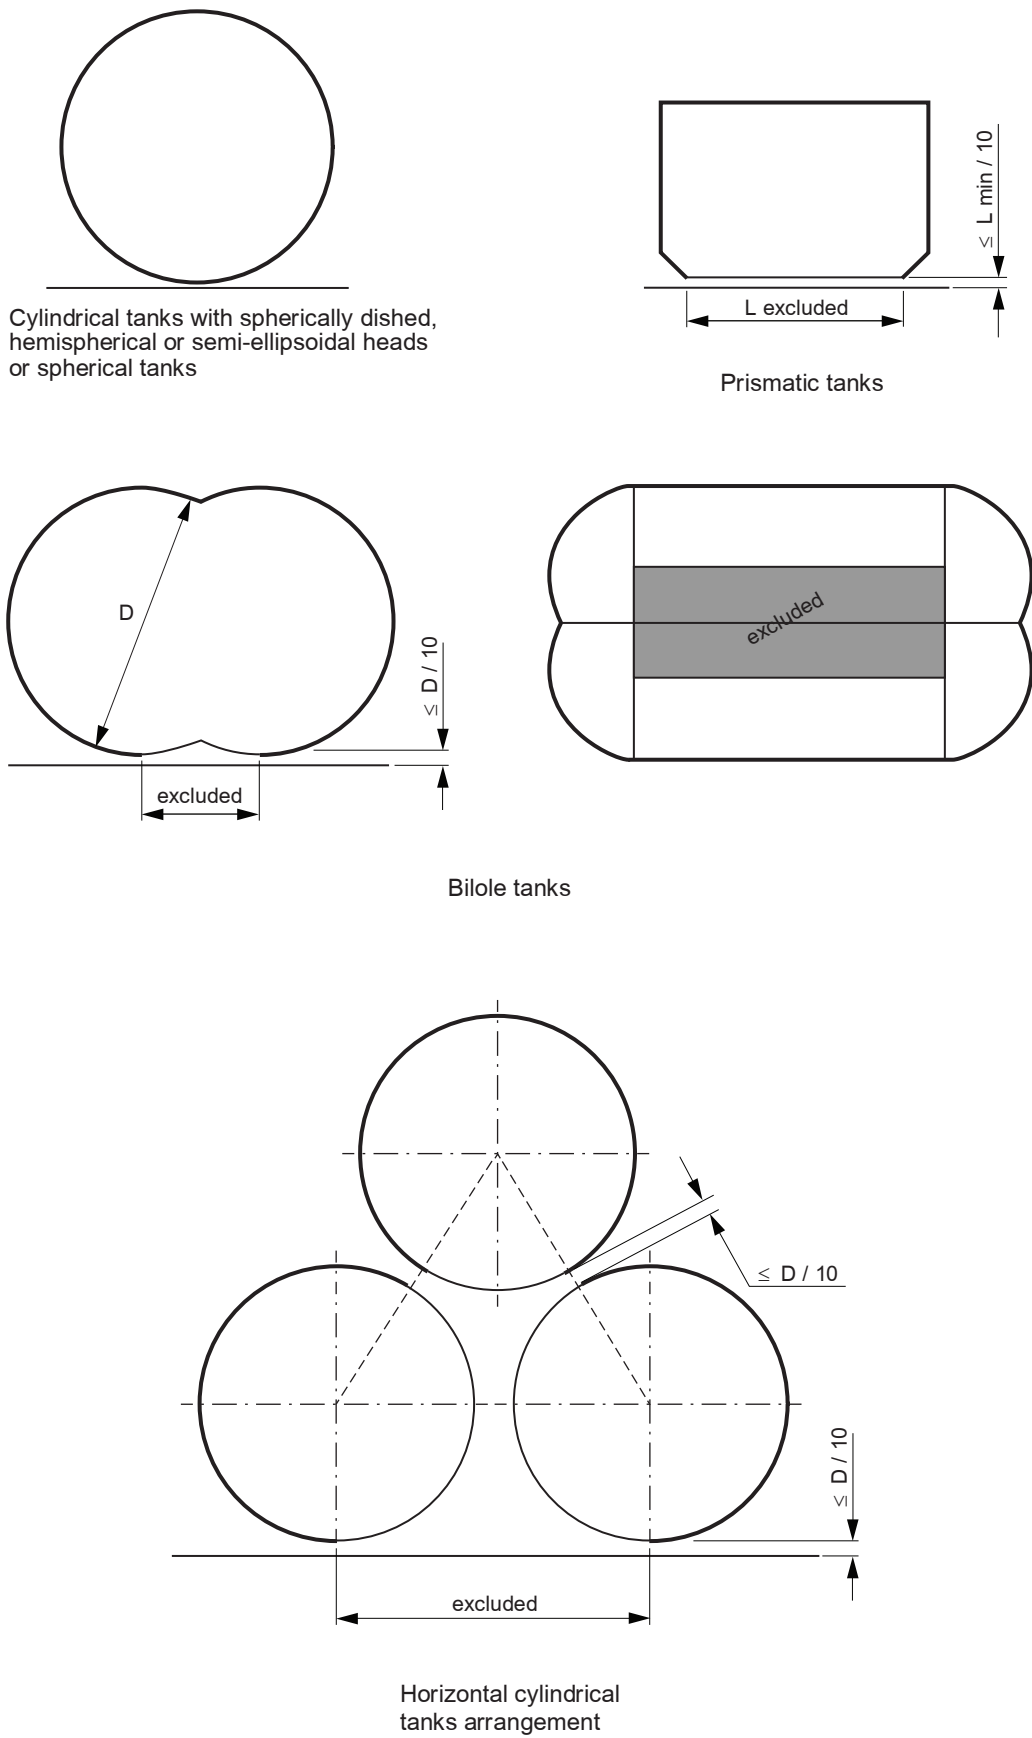 Cylindrical tanks with spherically dished,
hemispherical or semi-ellipsoidal heads
or spherical tanks
≤ L min / 10
L excluded
Prismatic tanks
D
≤ D / 10
excluded
excluded
Bilole tanks
≤ D / 10
≤ D / 10
excluded
Horizontal cylindrical
tanks arrangement